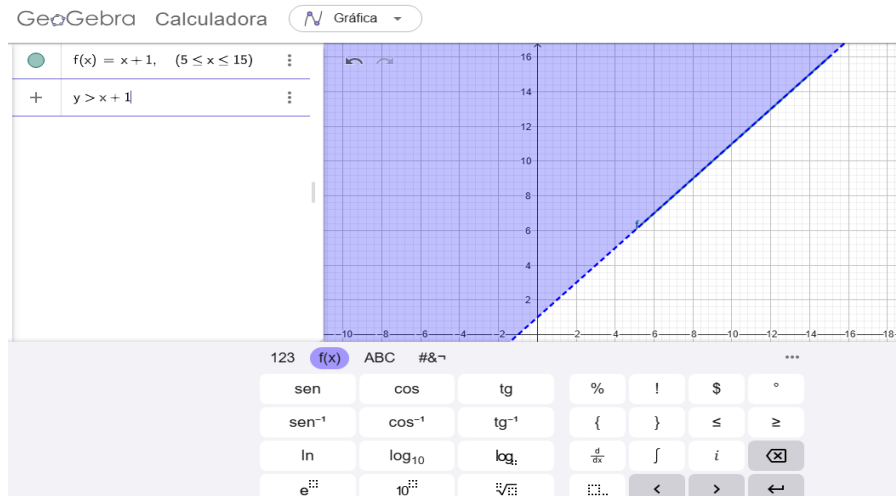 GeoGebra Calculadora Gráfica
f(x) = x + 1, (5 ≤ x ≤ 15)
y > x + 1
16
14
12
10
8
6
4
2
f
-10 -8 -6 -4 -2 2 4 6 8 10 12 14 16 18
123 f(x) ABC #&¬
sen cos tg % ! $ °
sen⁻¹ cos⁻¹ tg⁻¹ { } ≤ ≥
ln log₁₀ log d/dx ∫ i
e 10 √ < >